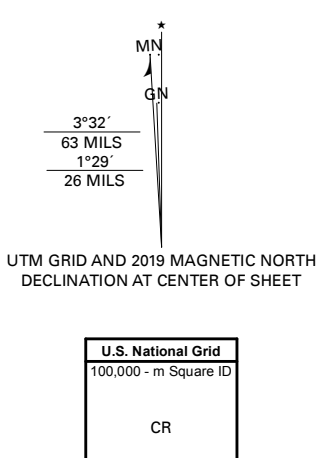 ★
MN
GN
3°32´
63 MILS
1°29´
26 MILS
UTM GRID AND 2019 MAGNETIC NORTH
DECLINATION AT CENTER OF SHEET
U.S. National Grid
100,000 - m Square ID
CR